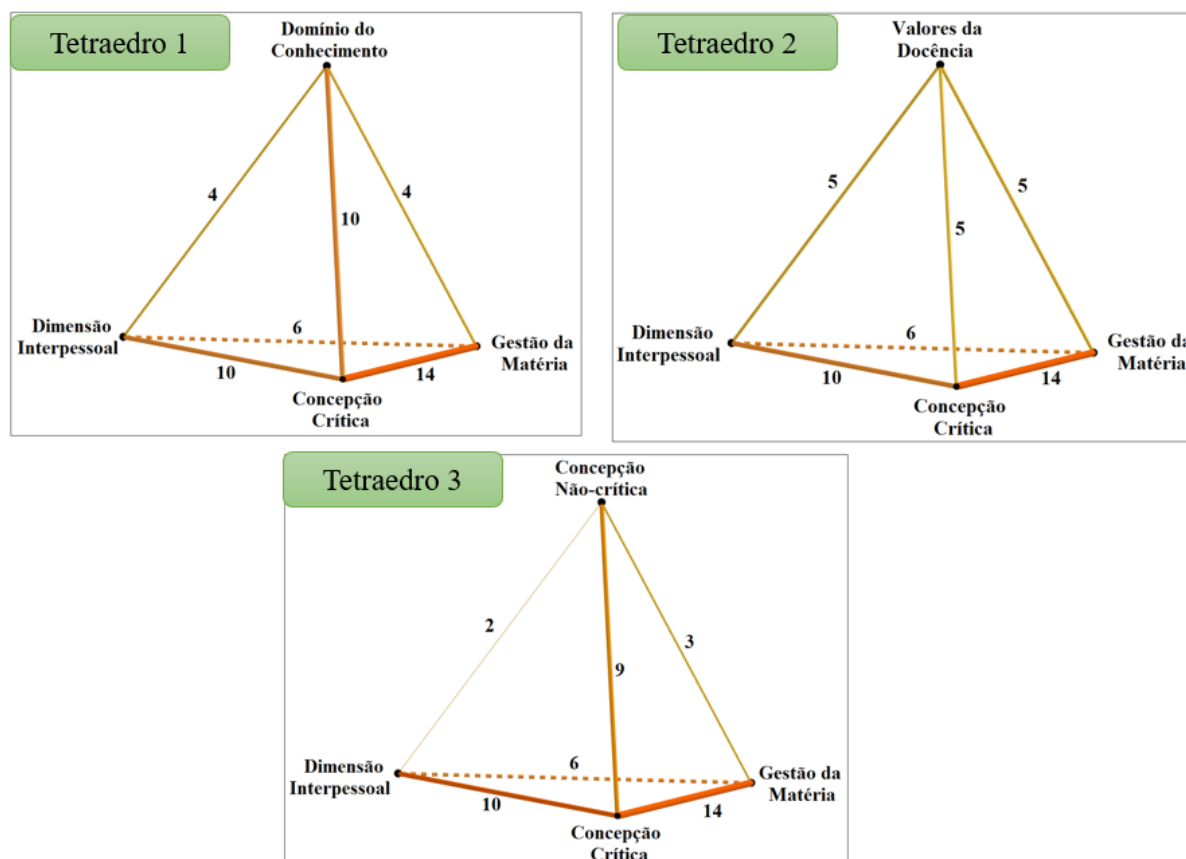 Tetraedro 1
Domínio do
Conhecimento
4
4
10
6
Dimensão
Interpessoal
Gestão da
Matéria
10
14
Concepção
Crítica
Tetraedro 2
Valores da
Docência
5
5
5
6
Dimensão
Interpessoal
Gestão da
Matéria
10
14
Concepção
Crítica
Tetraedro 3
Concepção
Não-crítica
2
3
9
6
Dimensão
Interpessoal
Gestão da
Matéria
10
14
Concepção
Crítica